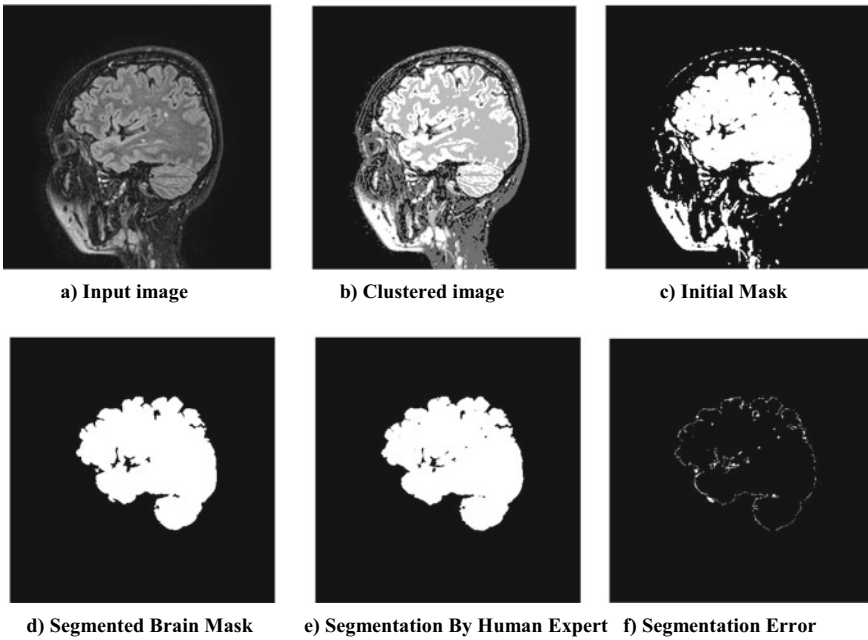 a) Input image
b) Clustered image
c) Initial Mask
d) Segmented Brain Mask
e) Segmentation By Human Expert
f) Segmentation Error